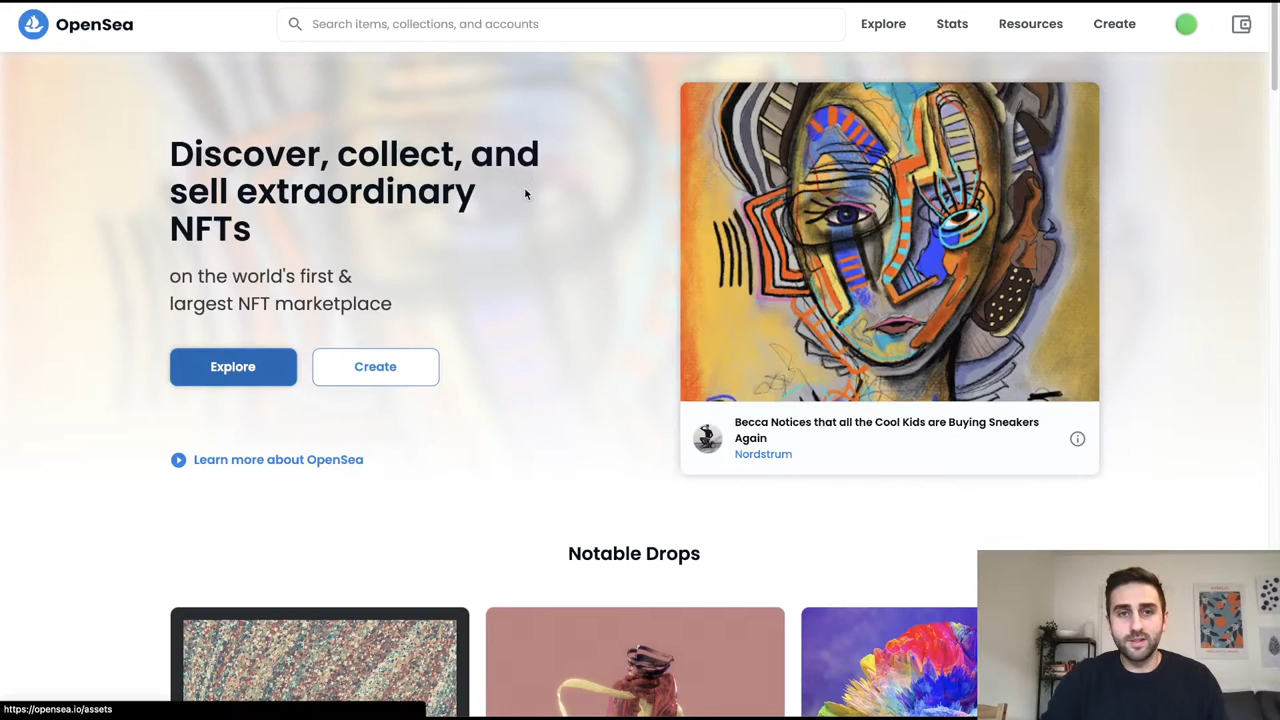 OpenSea
Search items, collections, and accounts
Explore
Stats
Resources
Create
Discover, collect, and
sell extraordinary
NFTs
on the world's first &
largest NFT marketplace
Explore
Create
Learn more about OpenSea
Becca Notices that all the Cool Kids are Buying Sneakers
Again
Nordstrum
Notable Drops
https://opensea.io/assets